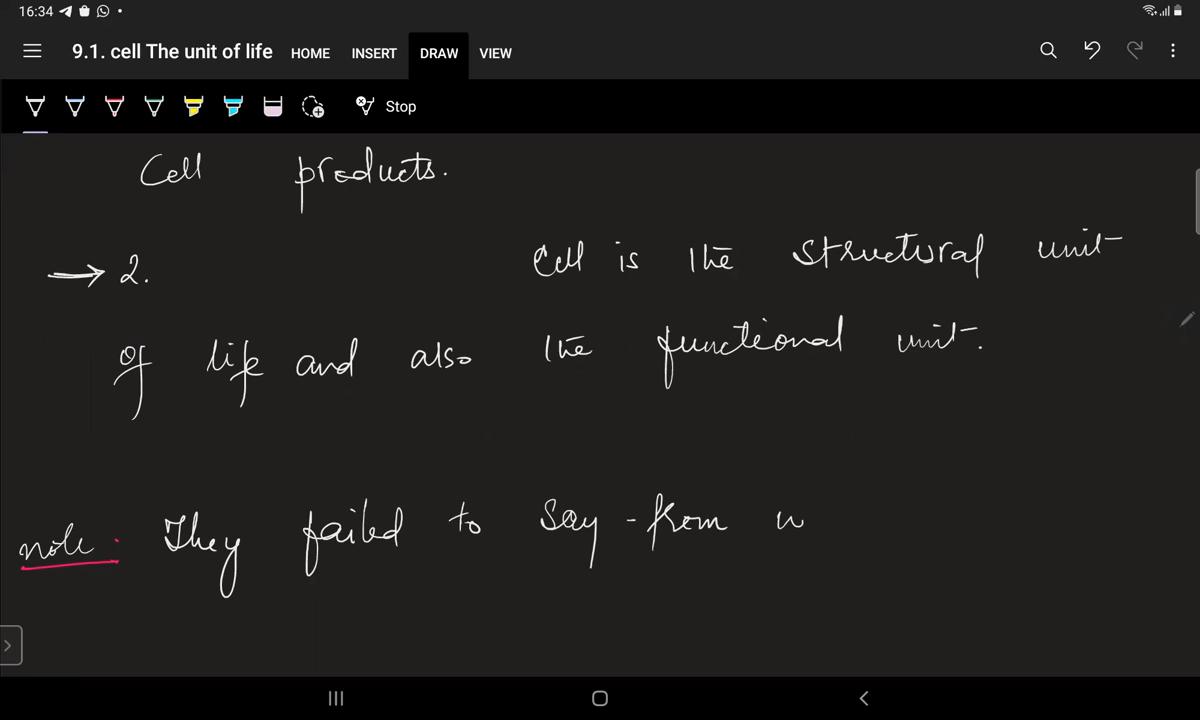 16:34
9.1. cell The unit of life HOME INSERT DRAW VIEW
Stop
Cell products.
→ 2. Cell is the structural unit
of life and also the functional unit.
note: They failed to say from w